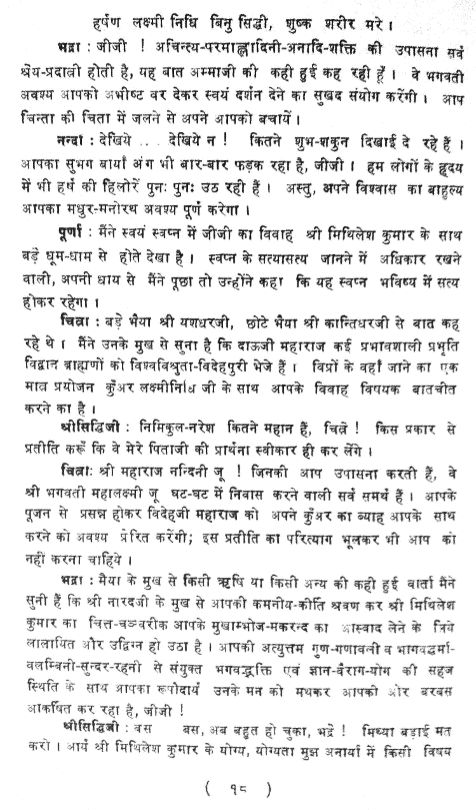 हर्षण लक्ष्मी निधि बिनु सिद्धी, शुष्क शरीर मरे ।
भद्रा : जीजी ! अचिन्त्य-परमाह्लादिनी-अनादि-शक्ति की उपासना सर्व
श्रेय-प्रदात्री होती है, यह बात अम्माजी की कही हुई कह रही हूँ । वे भगवती
अवश्य आपको अभीष्ट वर देकर स्वयं दर्शन देने का सुखद संयोग करेंगी । आप
चिन्ता की चिता में जलने से अपने आपको बचायें ।
नन्दा : देखिये ... देखिये न ! कितने शुभ-शकुन दिखाई दे रहे हैं ।
आपका सुभग बायाँ अंग भी बार-बार फड़क रहा है, जीजी । हम लोगों के हृदय
में भी हर्ष की हिलोरें पुनः पुनः उठ रही हैं । अस्तु, अपने विश्वास का बाहुल्य
आपका मधुर-मनोरथ अवश्य पूर्ण करेगा ।
पूर्णा : मैंने स्वयं स्वप्न में जीजी का विवाह श्री मिथिलेश कुमार के साथ
बड़े धूम-धाम से होते देखा है । स्वप्न के सत्यासत्य जानने में अधिकार रखने
वाली, अपनी धाय से मैंने पूछा तो उन्होंने कहा कि यह स्वप्न भविष्य में सत्य
होकर रहेगा ।
चित्रा : बड़े भैया श्री यशधरजी, छोटे भैया श्री कान्तिधरजी से बात कह
रहे थे । मैंने उनके मुख से सुना है कि दाऊजी महाराज कई प्रभावशाली प्रभृति
विद्वान ब्राह्मणों को विश्वविश्रुता-विदेहपुरी भेजे हैं । विप्रों के वहाँ जाने का एक
मात्र प्रयोजन कुँअर लक्ष्मीनिधि जी के साथ आपके विवाह विषयक बातचीत
करने का है ।
श्रीसिद्धिजी : निमिकुल-नरेश कितने महान हैं, चित्रे ! किस प्रकार से
प्रतीति करूँ कि वे मेरे पिताजी की प्रार्थना स्वीकार ही कर लेंगे ।
चित्राः श्री महाराज नन्दिनी जू ! जिनकी आप उपासना करती हैं, वे
श्री भगवती महालक्ष्मी जू घट-घट में निवास करने वाली सर्व समर्थ हैं । आपके
पूजन से प्रसन्न होकर विदेहजी महाराज को अपने कुँअर का ब्याह आपके साथ
करने को अवश्य प्रेरित करेंगी; इस प्रतीति का परित्याग भूलकर भी आप को
नहीं करना चाहिये ।
भद्रा : मैया के मुख से किसी ऋषि या किसी अन्य की कही हुई वार्ता मैंने
सुनी हैं कि श्री नारदजी के मुख से आपकी कमनीय-कीर्ति श्रवण कर श्री मिथिलेश
कुमार का चित्त-चञ्चरीक आपके मुखाम्भोज-मकरन्द का आस्वाद लेने के लिये
लालायित और उद्विग्न हो उठा है । आपकी अत्युत्तम गुण-गणावली व भागवद्धर्मा-
वलम्बिनी-सुन्दर-रहनी से संयुक्त भगवद्भक्ति एवं ज्ञान-वैराग-योग की सहज
स्थिति के साथ आपका रूपोदार्य उनके मन को मथकर आपकी ओर बरबस
आकर्षित कर रहा है, जीजी !
श्रीसिद्धिजी : बस बस, अब बहुत हो चुका, भद्रे ! मिथ्या बड़ाई मत
करो । आर्य श्री मिथिलेश कुमार के योग्य, योग्यता मुझ अनार्या में किसी विषय
( १८ )